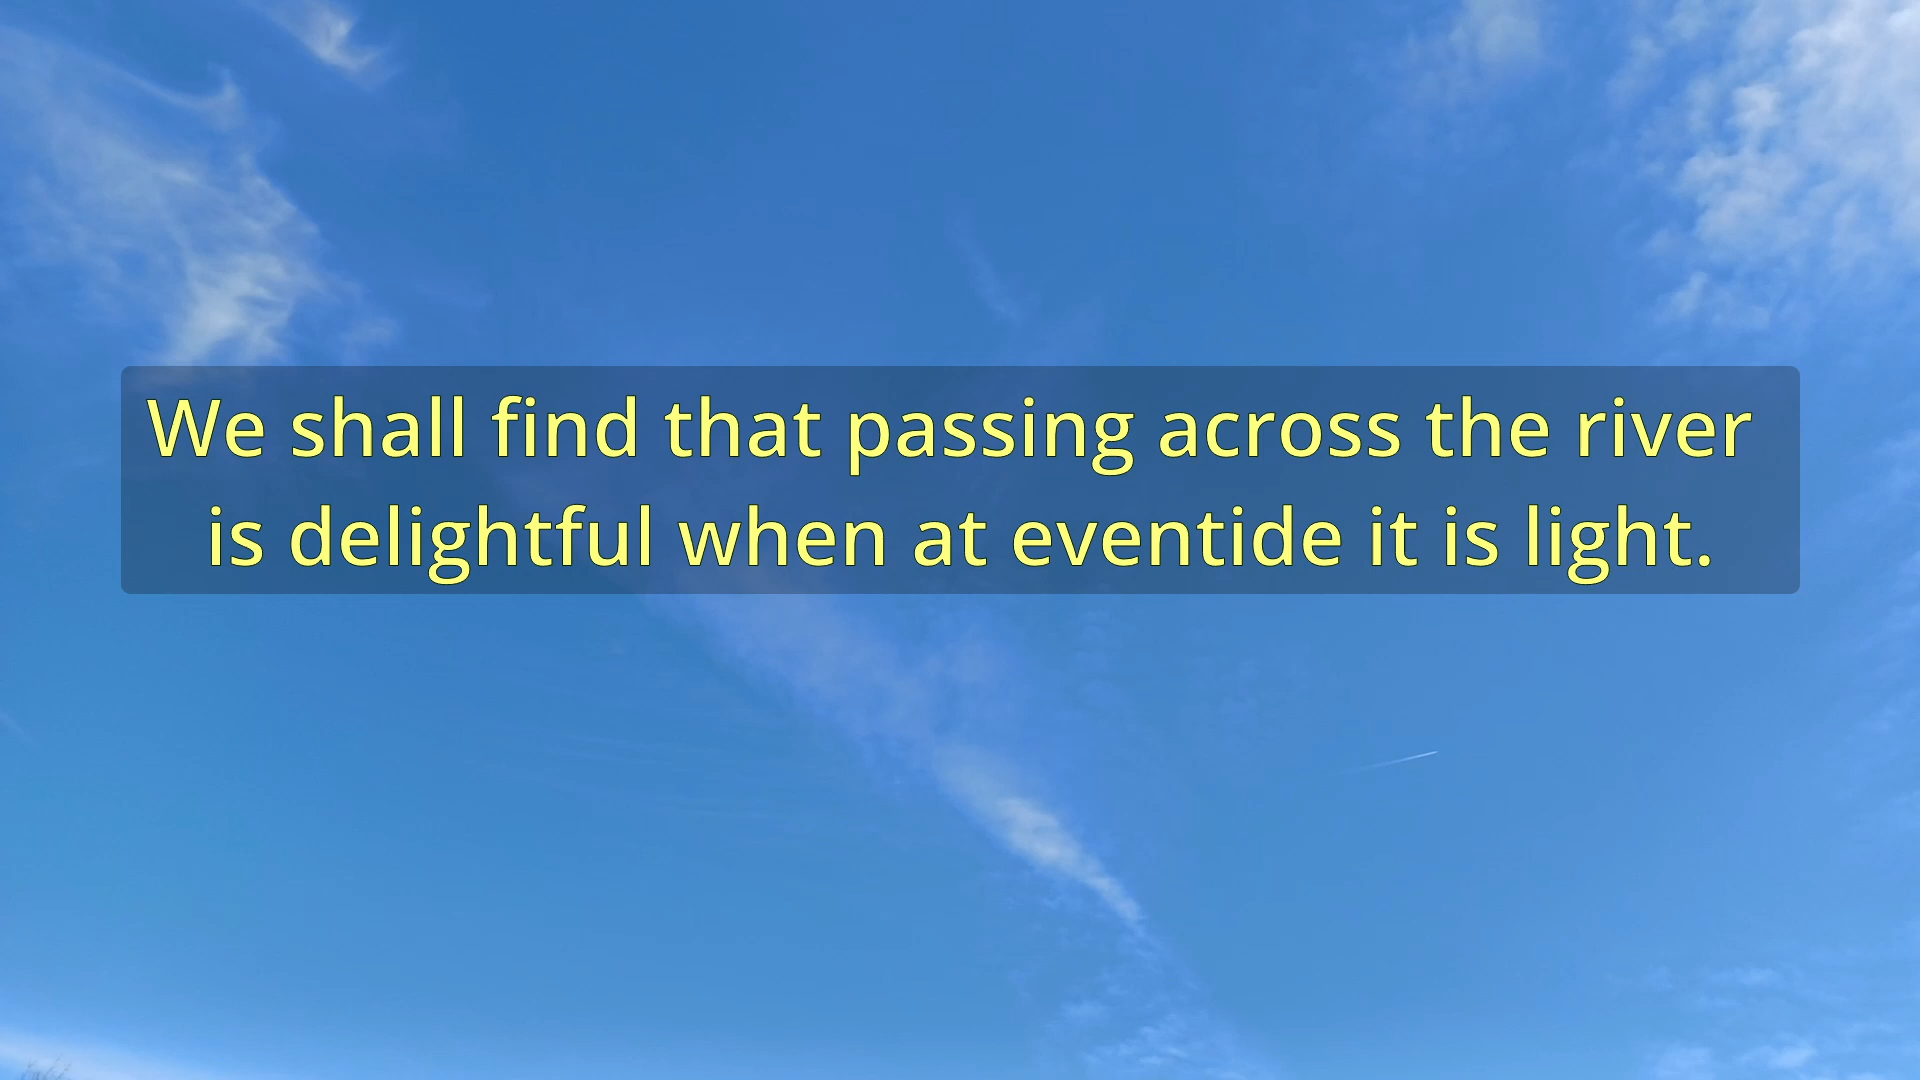 We shall find that passing across the river
is delightful when at eventide it is light.